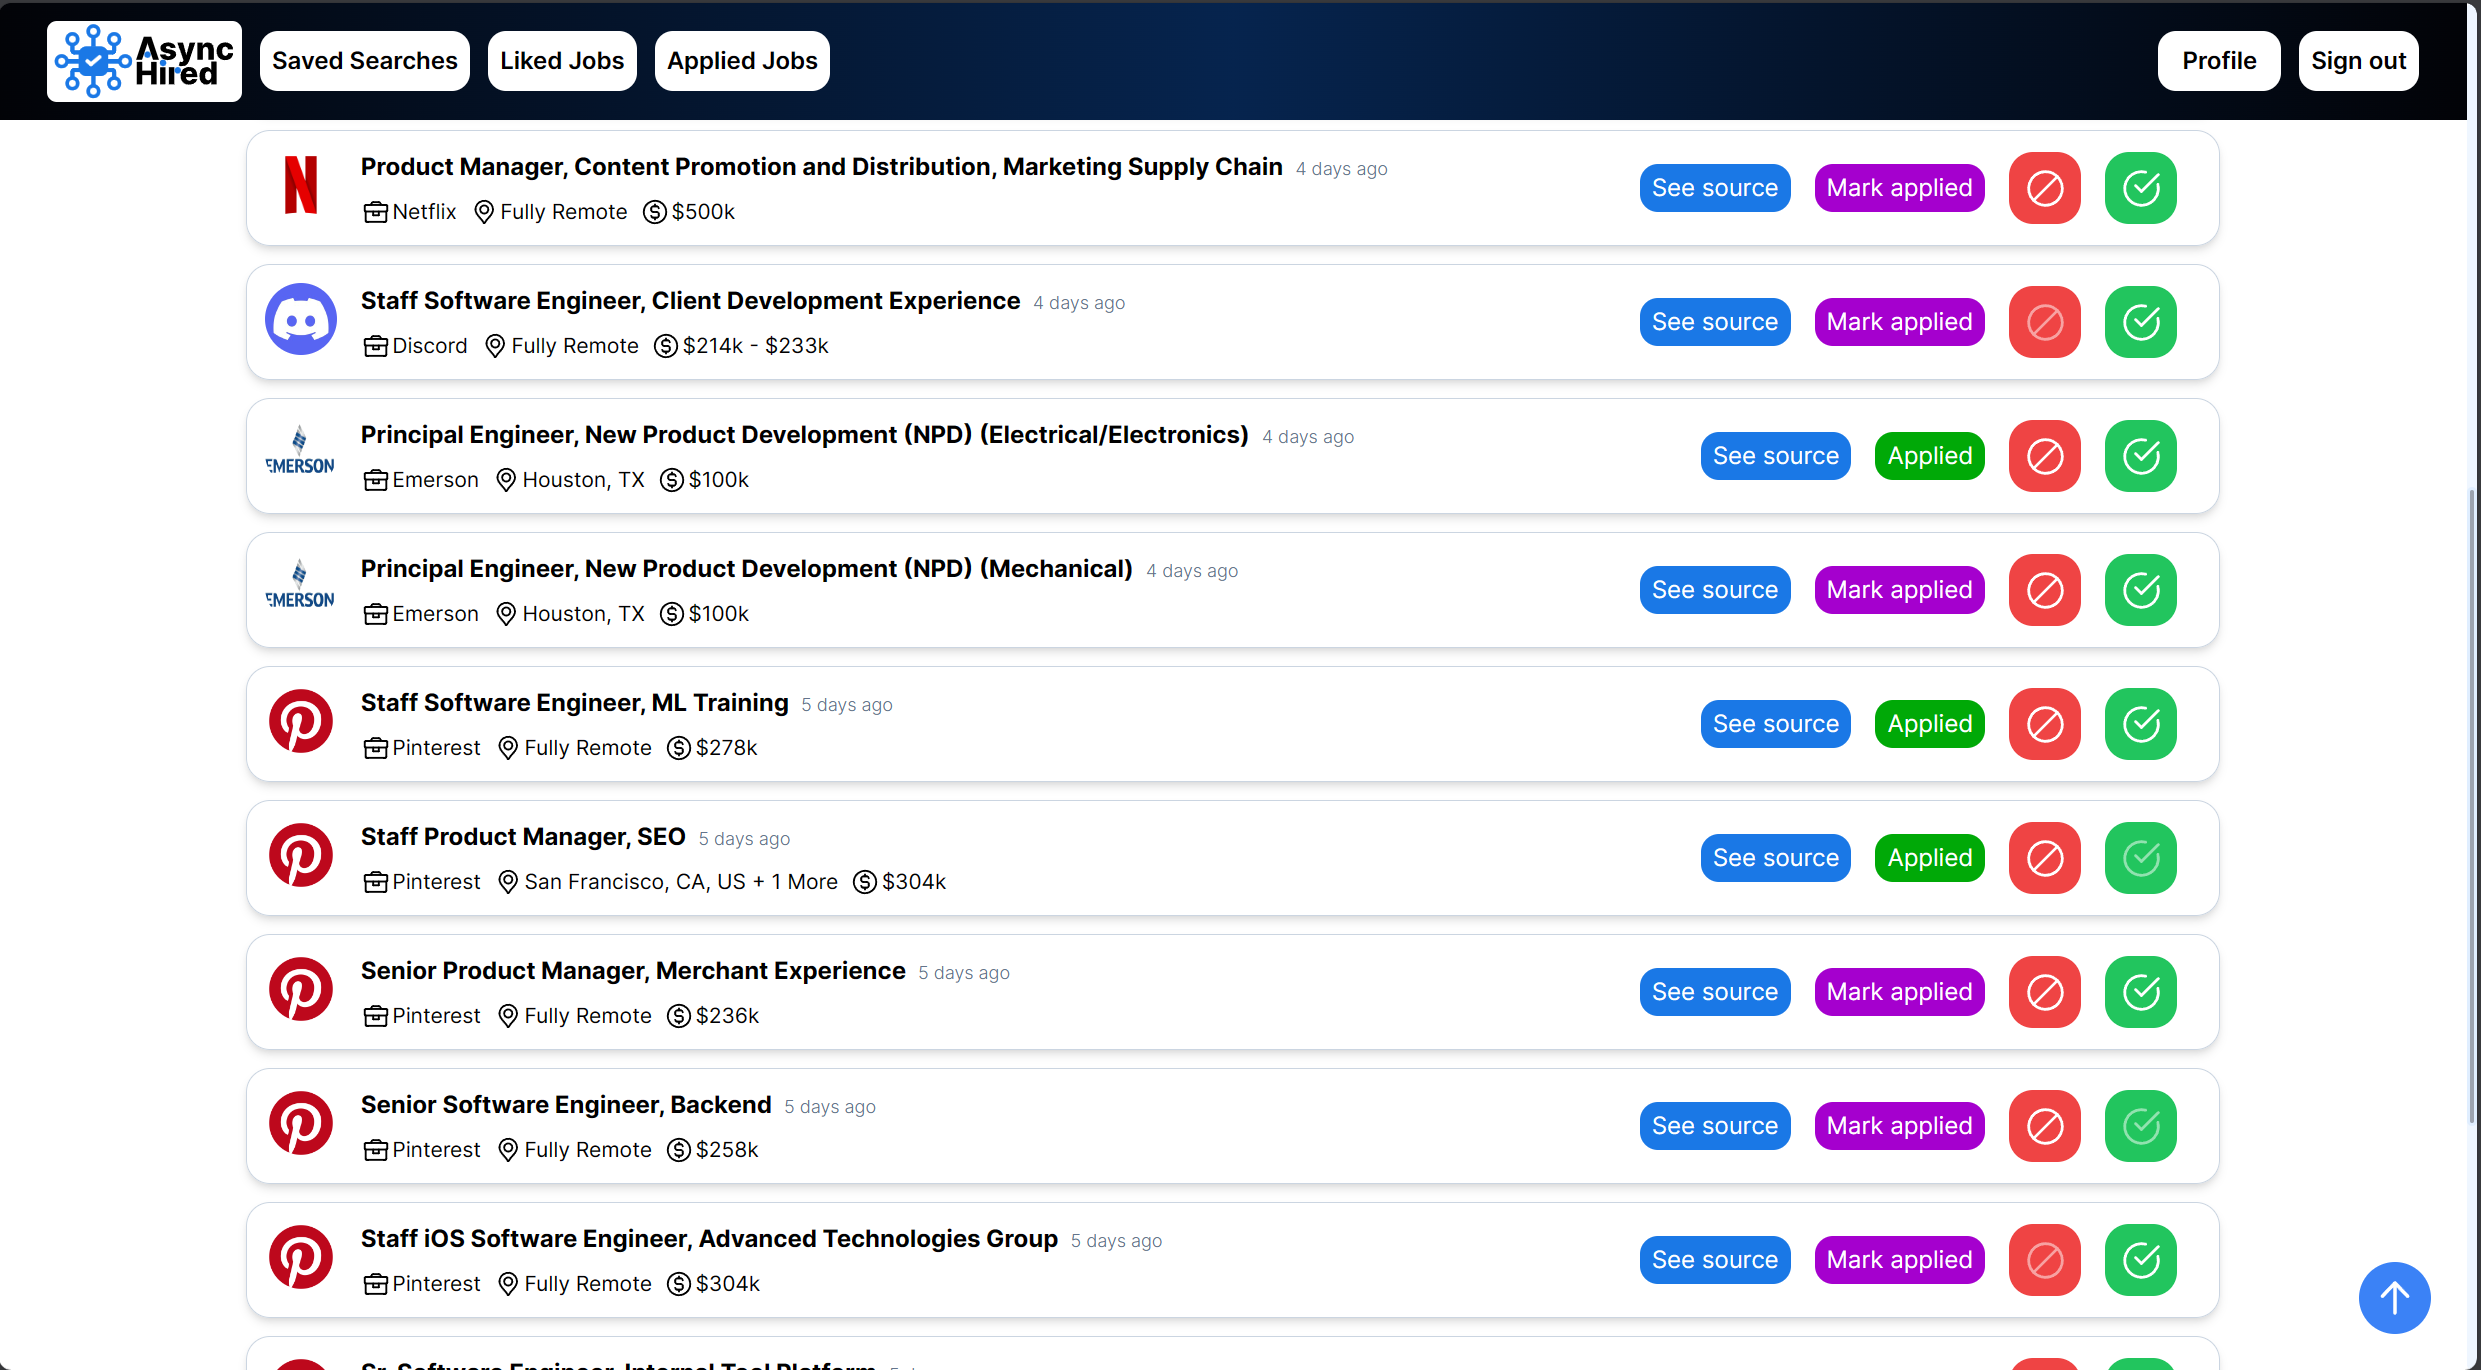 Async
Hired
Saved Searches
Liked Jobs
Applied Jobs
Profile
Sign out
Product Manager, Content Promotion and Distribution, Marketing Supply Chain 4 days ago
Netflix Fully Remote $500k
See source Mark applied
Staff Software Engineer, Client Development Experience 4 days ago
Discord Fully Remote $214k - $233k
See source Mark applied
EMERSON
Principal Engineer, New Product Development (NPD) (Electrical/Electronics) 4 days ago
Emerson Houston, TX $100k
See source Applied
EMERSON
Principal Engineer, New Product Development (NPD) (Mechanical) 4 days ago
Emerson Houston, TX $100k
See source Mark applied
Staff Software Engineer, ML Training 5 days ago
Pinterest Fully Remote $278k
See source Applied
Staff Product Manager, SEO 5 days ago
Pinterest San Francisco, CA, US + 1 More $304k
See source Applied
Senior Product Manager, Merchant Experience 5 days ago
Pinterest Fully Remote $236k
See source Mark applied
Senior Software Engineer, Backend 5 days ago
Pinterest Fully Remote $258k
See source Mark applied
Staff iOS Software Engineer, Advanced Technologies Group 5 days ago
Pinterest Fully Remote $304k
See source Mark applied
Sr. Software Engineer, Internal Tool Platform